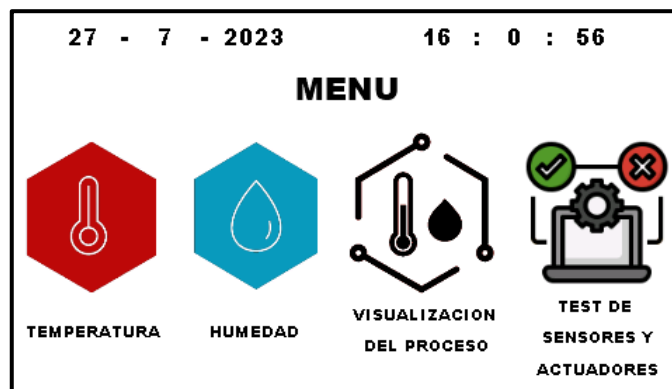 27 - 7 - 2023 16 : 0 : 56
MENU
TEMPERATURA
HUMEDAD
VISUALIZACION
DEL PROCESO
TEST DE
SENSORES Y
ACTUADORES